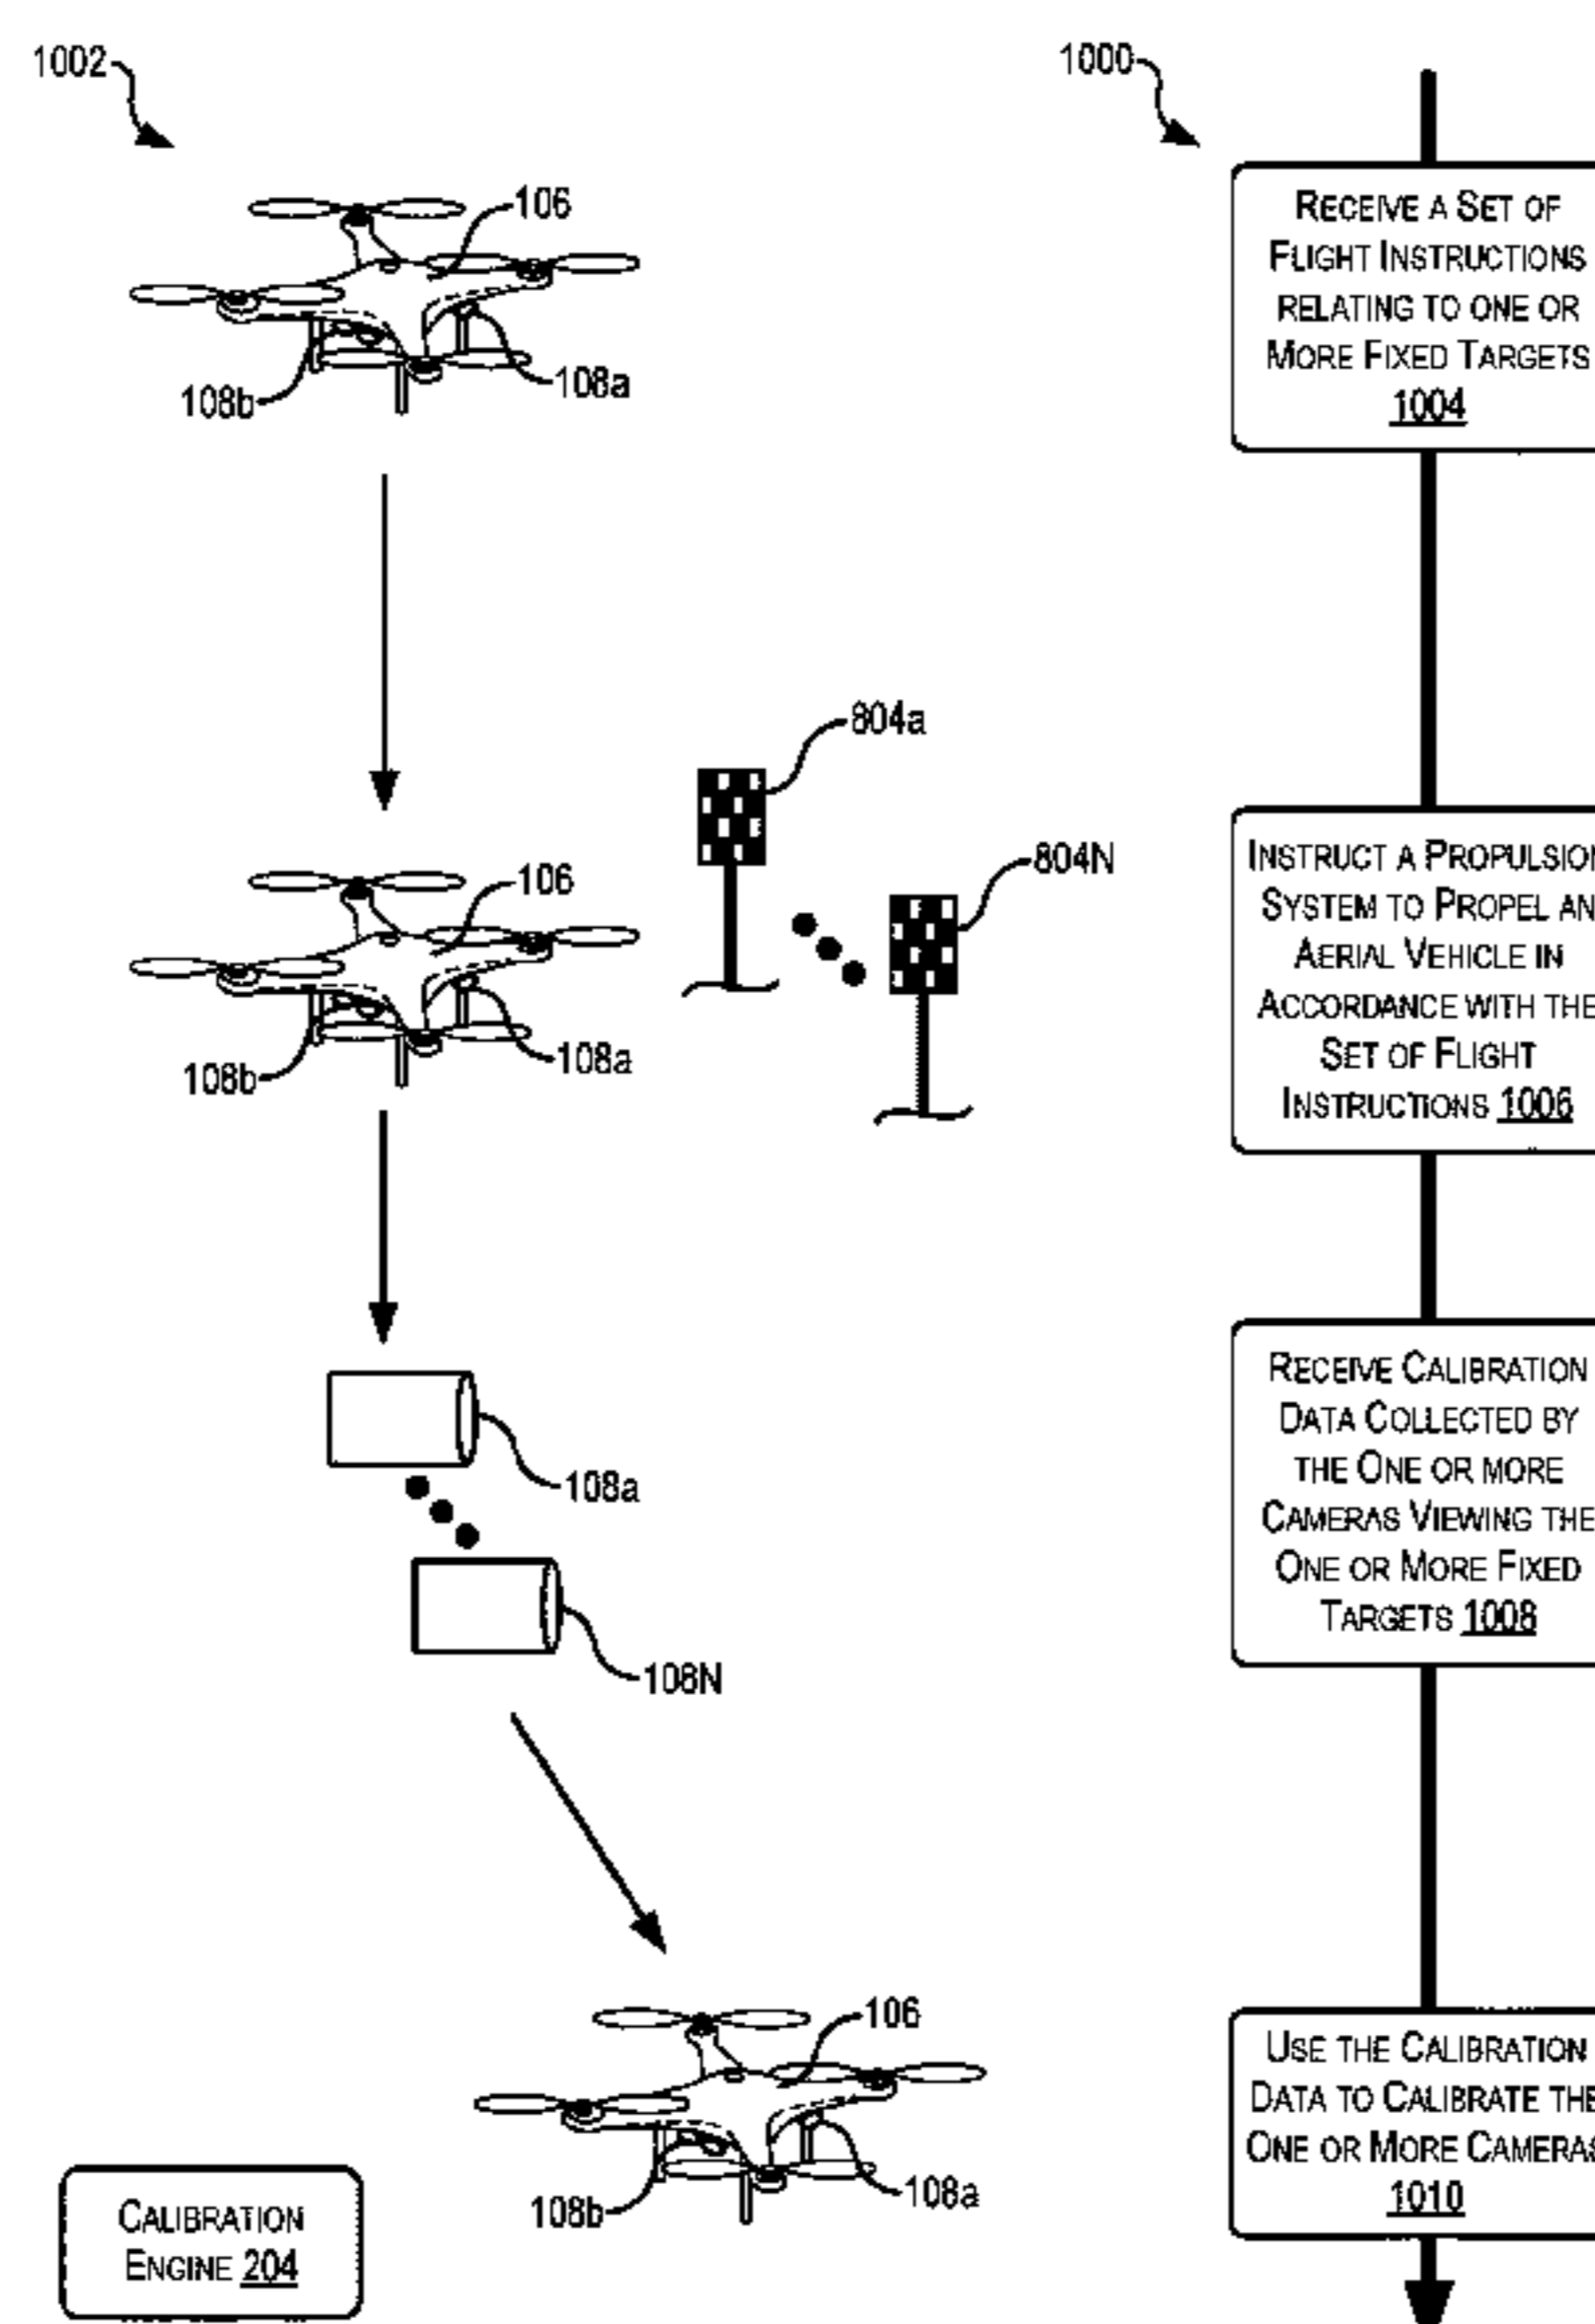 1002
106
108b
108a
106
804a
804N
108b
108a
108a
108N
106
108b
108a
CALIBRATION
ENGINE 204
1000
RECEIVE A SET OF
FLIGHT INSTRUCTIONS
RELATING TO ONE OR
MORE FIXED TARGETS
1004
INSTRUCT A PROPULSION
SYSTEM TO PROPEL AN
AERIAL VEHICLE IN
ACCORDANCE WITH THE
SET OF FLIGHT
INSTRUCTIONS 1006
RECEIVE CALIBRATION
DATA COLLECTED BY
THE ONE OR MORE
CAMERAS VIEWING THE
ONE OR MORE FIXED
TARGETS 1008
USE THE CALIBRATION
DATA TO CALIBRATE THE
ONE OR MORE CAMERAS
1010